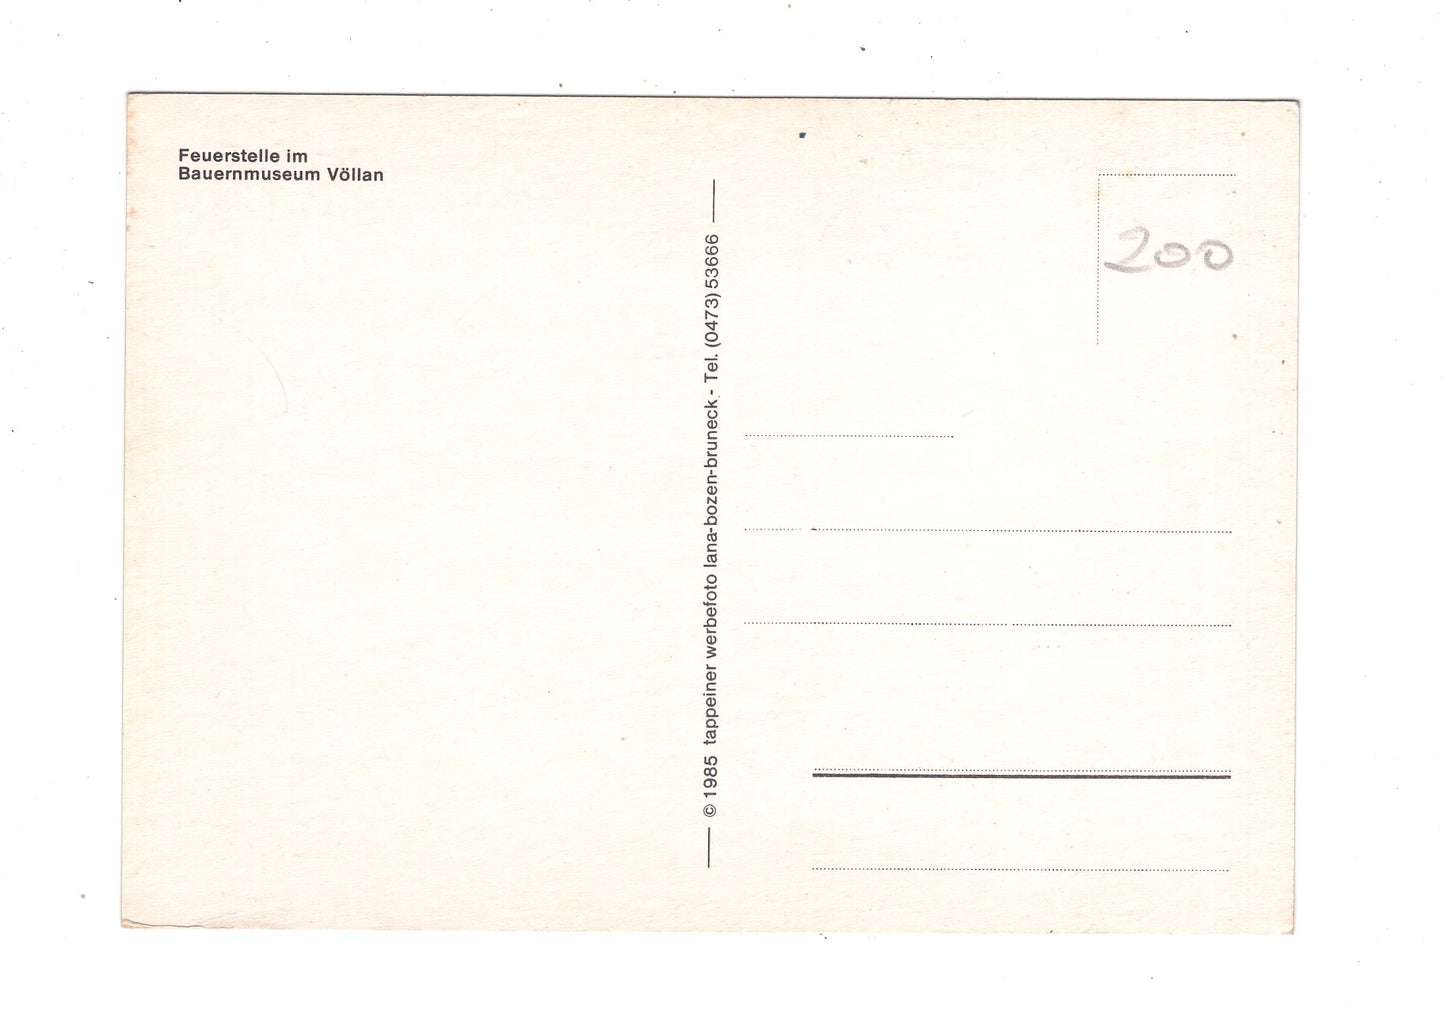 Feuerstelle im
Bauernmuseum Völlan
© 1985 tappeiner werbefoto lana-bozen-bruneck - Tel. (0473) 53666
200